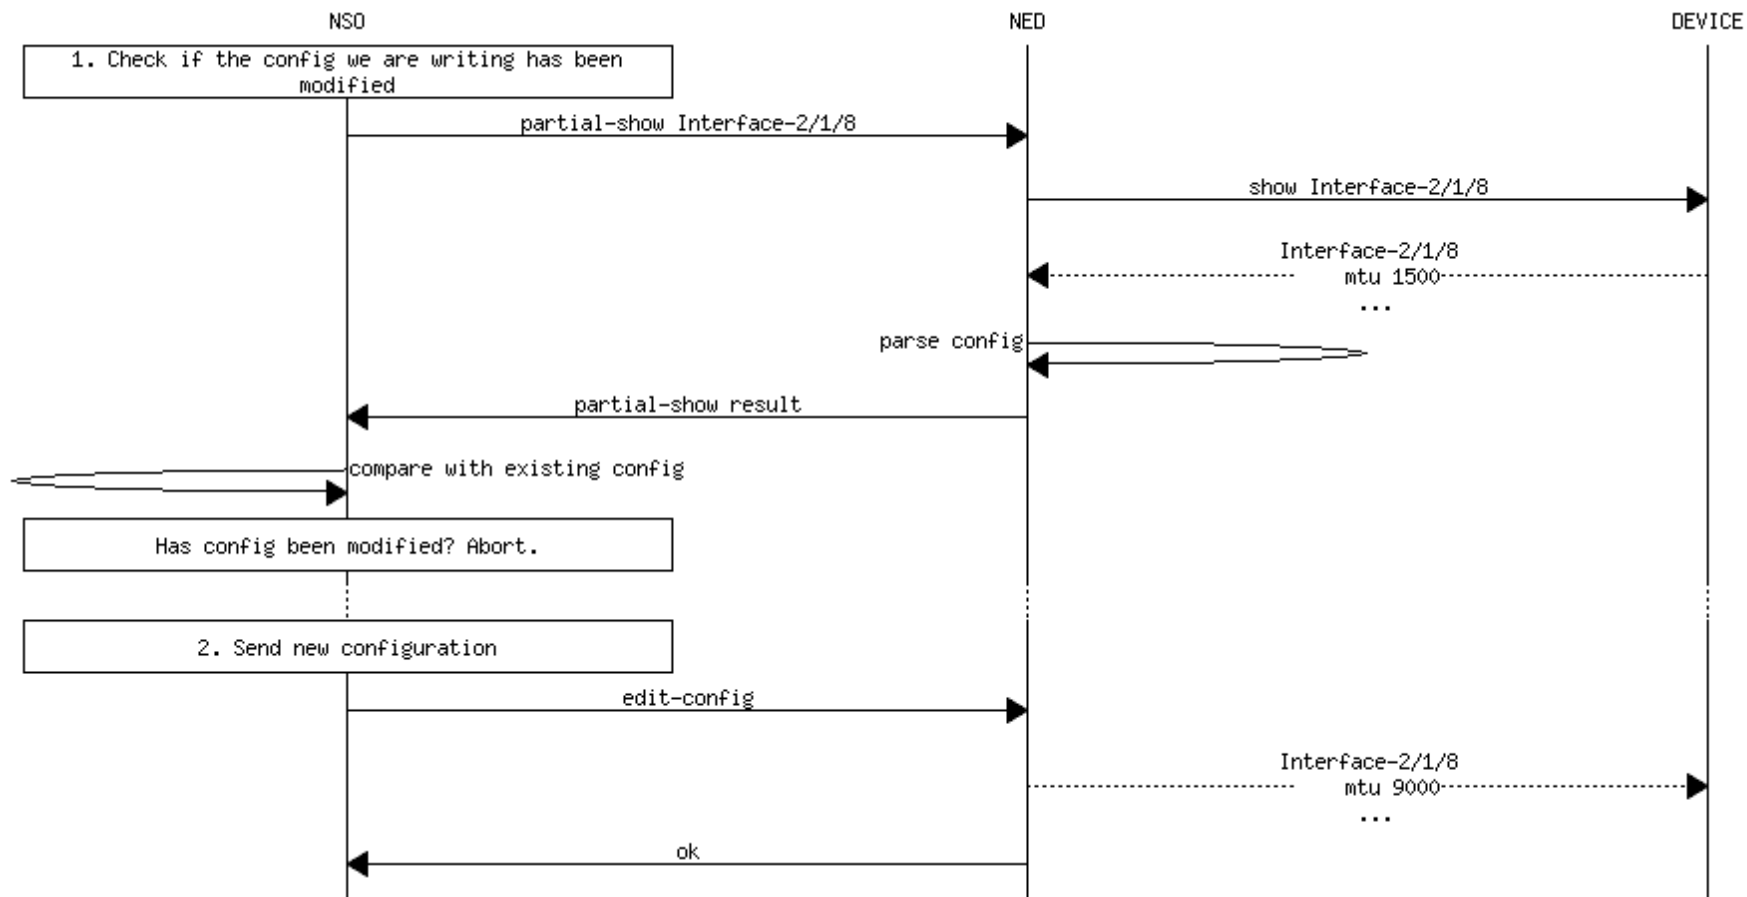 NSO
NED
DEVICE
1. Check if the config we are writing has been
modified
partial-show Interface-2/1/8
show Interface-2/1/8
Interface-2/1/8
mtu 1500
...
parse config
partial-show result
compare with existing config
Has config been modified? Abort.
2. Send new configuration
edit-config
Interface-2/1/8
mtu 9000
...
ok